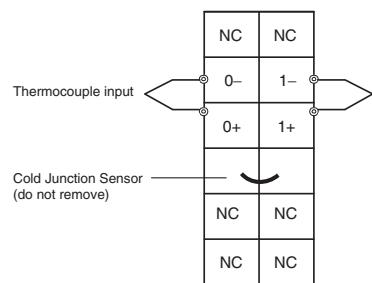 NC NC
Thermocouple input
0– 1–
0+ 1+
Cold Junction Sensor
(do not remove)
NC NC
NC NC